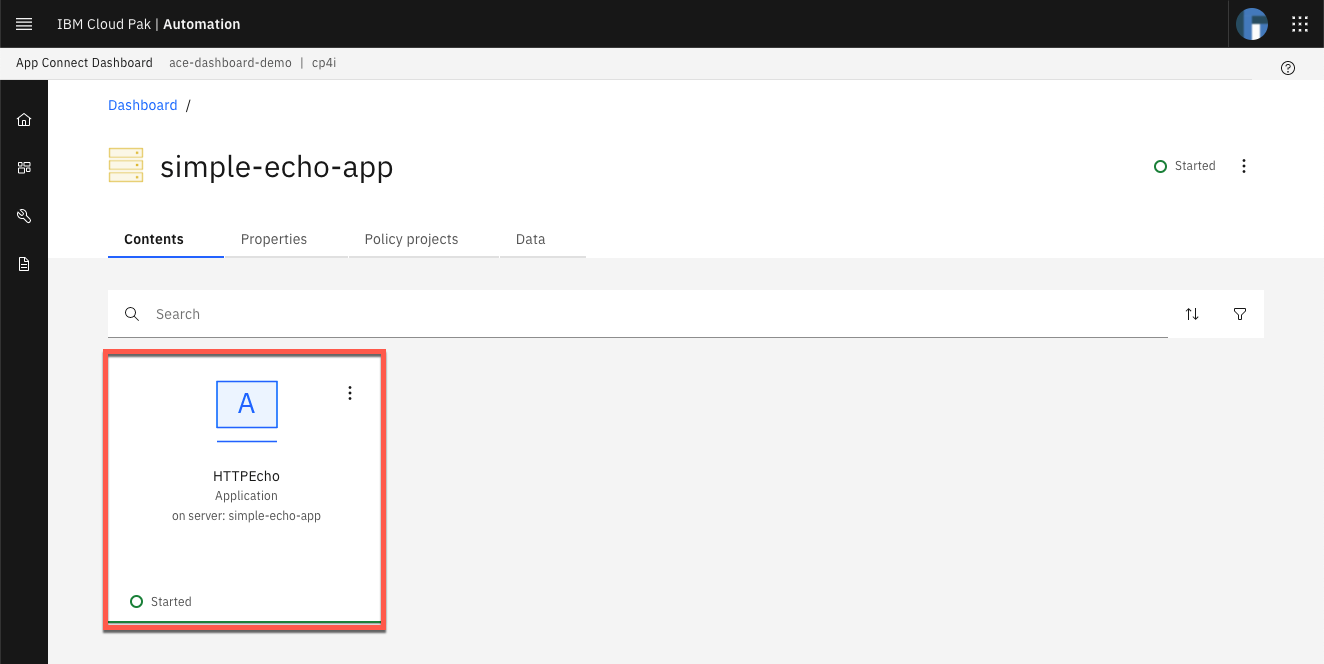 IBM Cloud Pak | Automation
App Connect Dashboard ace-dashboard-demo | cp4i
Dashboard /
simple-echo-app
Started
Contents Properties Policy projects Data
Search
A
HTTPEcho
Application
on server: simple-echo-app
Started